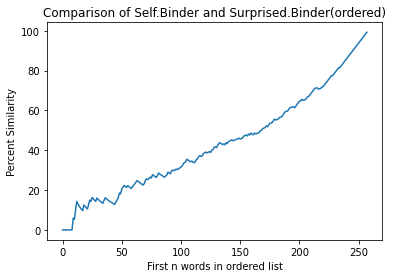 Comparison of Self.Binder and Surprised.Binder(ordered)
100
80
60
40
20
0
Percent Similarity
0 50 100 150 200 250
First n words in ordered list